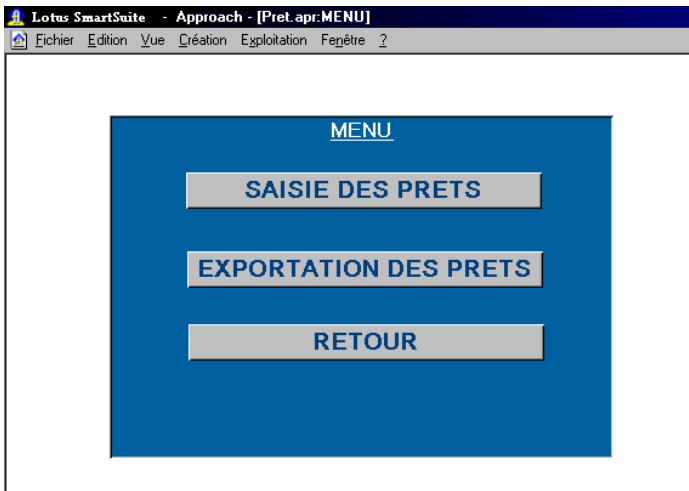 Lotus SmartSuite - Approach - [Pret.apr:MENU]
Fichier Edition Vue Création Exploitation Fenêtre ?
MENU
SAISIE DES PRETS
EXPORTATION DES PRETS
RETOUR